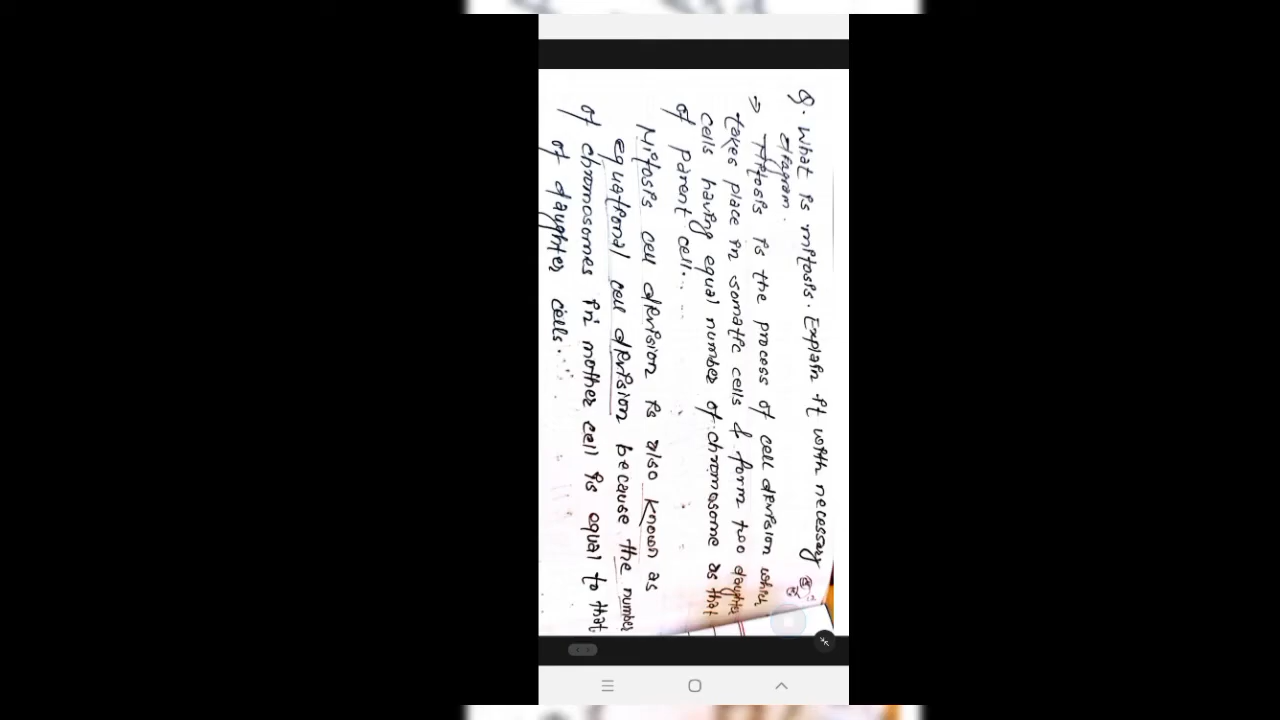 Q. What is mitosis. Explain it with necessary
diagram.
⇒ Mitosis is the process of cell division which
takes place in somatic cells & form two daughter
cells having equal number of chromosome as that
of parent cell.
Mitosis cell division is also known as
equational cell division because the number
of chromosomes in mother cell is equal to that
of daughter cells.